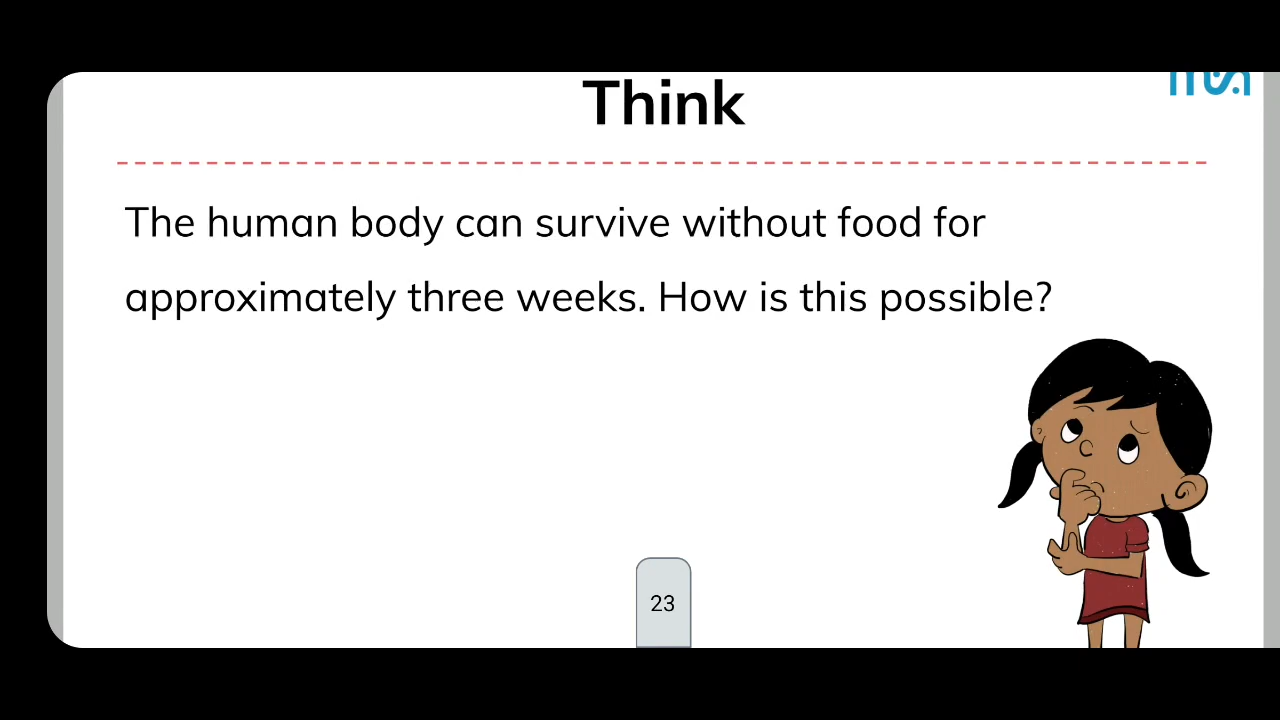 Think
The human body can survive without food for
approximately three weeks. How is this possible?
23